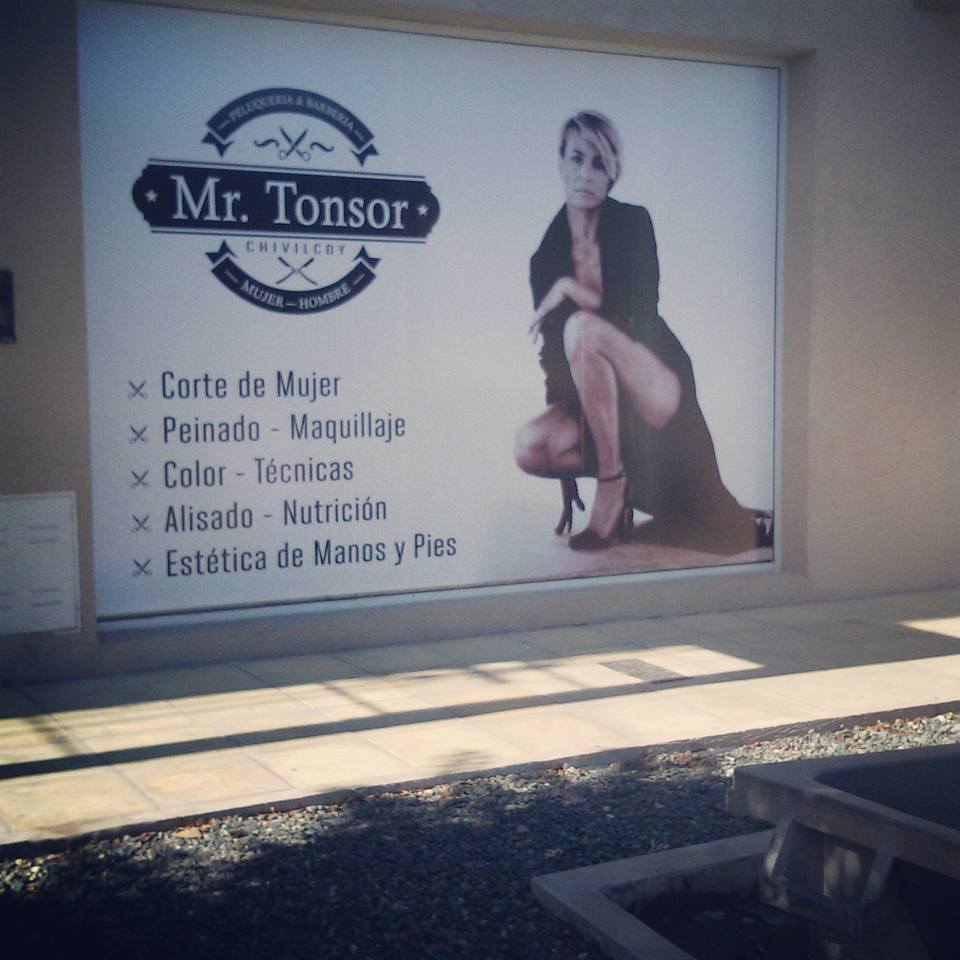 PELUQUERIA & BARBERIA
Mr. Tonsor
CHIVILCOY
MUJER - HOMBRE
Corte de Mujer
Peinado - Maquillaje
Color - Técnicas
Alisado - Nutrición
Estética de Manos y Pies